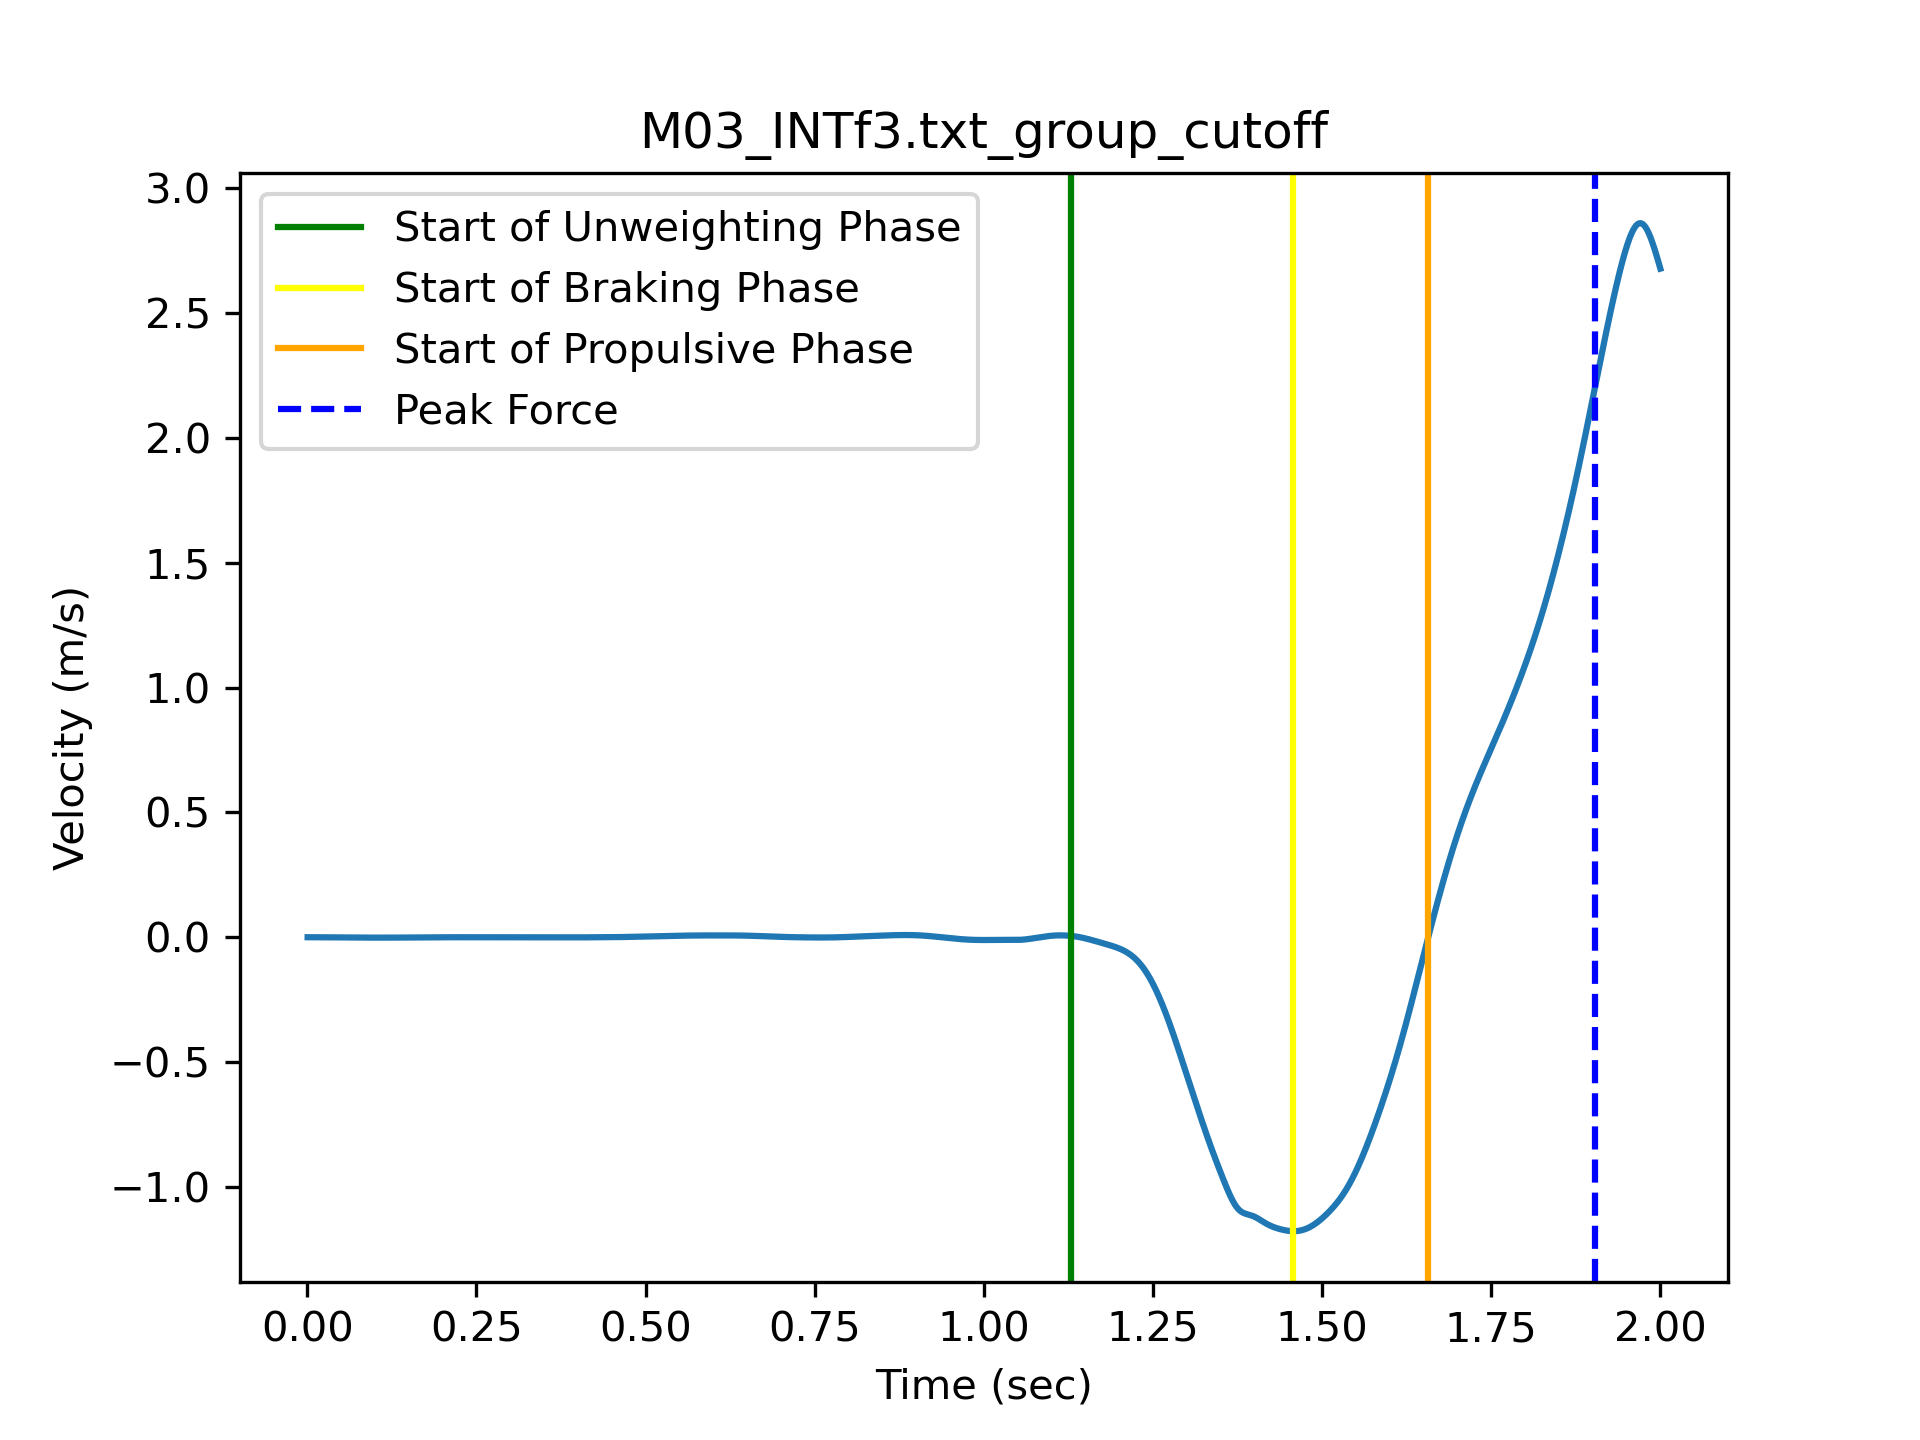 M03_INTf3.txt_group_cutoff
3.0
2.5
2.0
1.5
1.0
0.5
0.0
−0.5
−1.0
Velocity (m/s)
Start of Unweighting Phase
Start of Braking Phase
Start of Propulsive Phase
Peak Force
0.00 0.25 0.50 0.75 1.00 1.25 1.50 1.75 2.00
Time (sec)